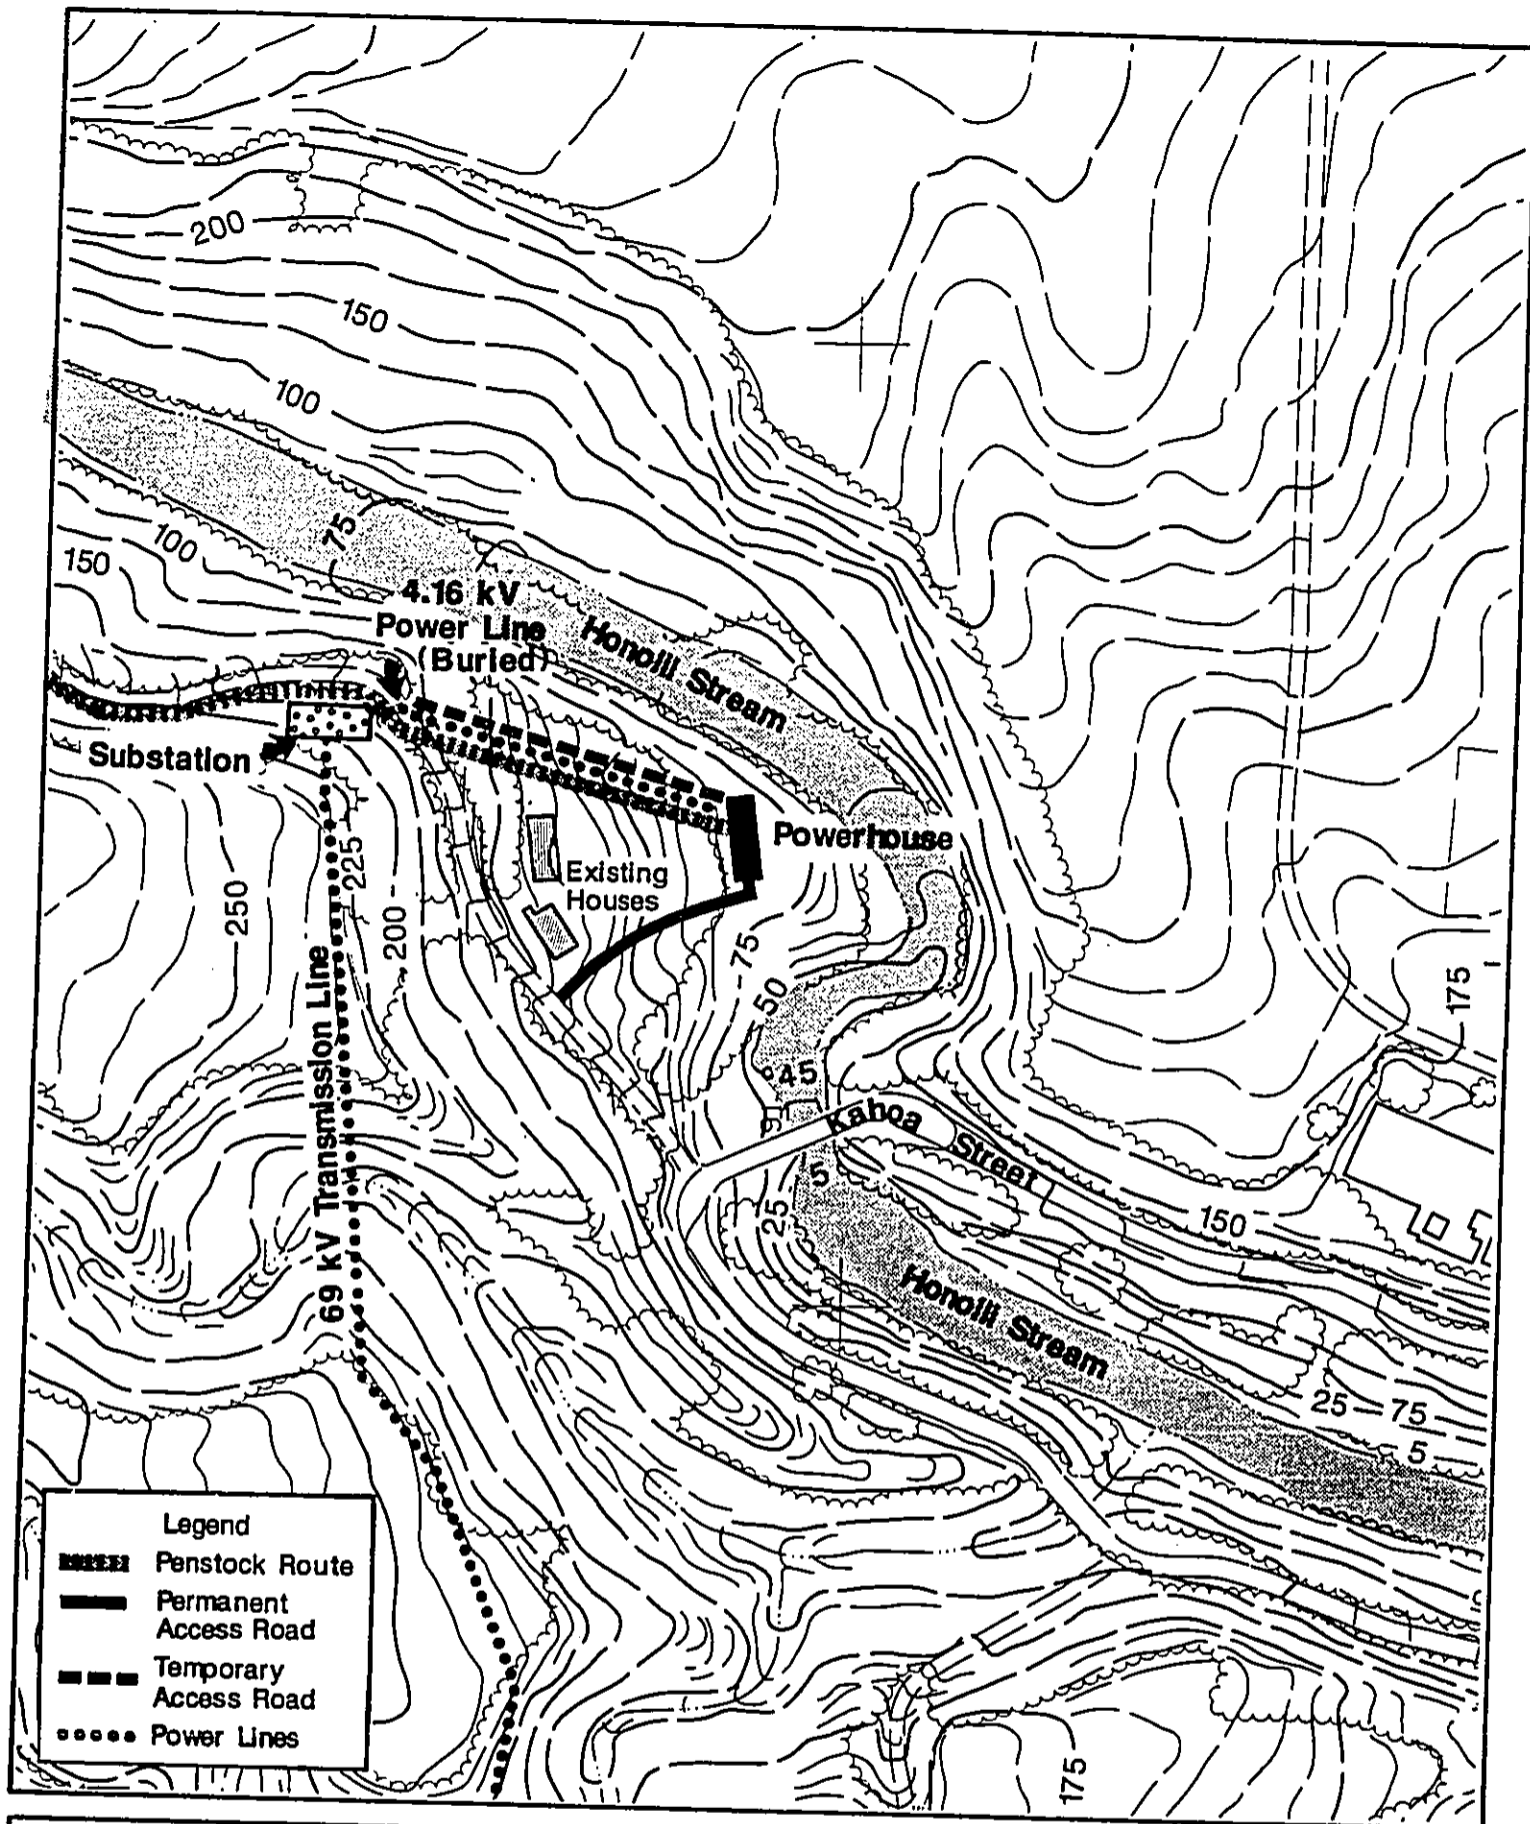 200
150
100
75
100
150
4.16 kV
Power Line
(Buried)
Honolii Stream
Substation
Powerhouse
Existing
Houses
225
250
200
75
50
45
175
69 kV Transmission Line
Kahoa Street
5
25
150
Honolii Stream
25 75
5
Legend
Penstock Route
Permanent
Access Road
Temporary
Access Road
Power Lines
175